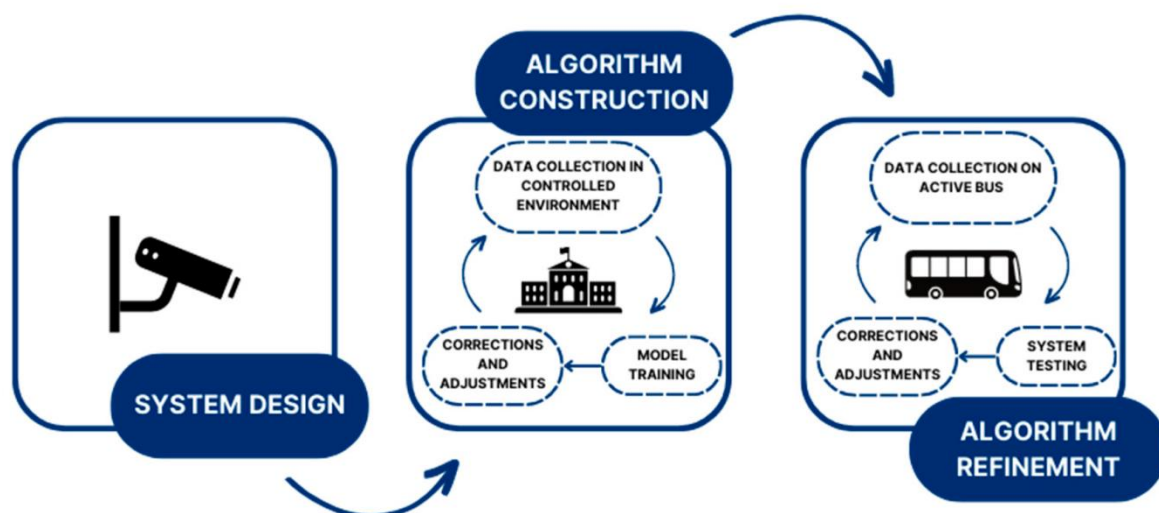 SYSTEM DESIGN
ALGORITHM
CONSTRUCTION
DATA COLLECTION IN
CONTROLLED
ENVIRONMENT
MODEL
TRAINING
CORRECTIONS
AND
ADJUSTMENTS
DATA COLLECTION ON
ACTIVE BUS
SYSTEM
TESTING
CORRECTIONS
AND
ADJUSTMENTS
ALGORITHM
REFINEMENT